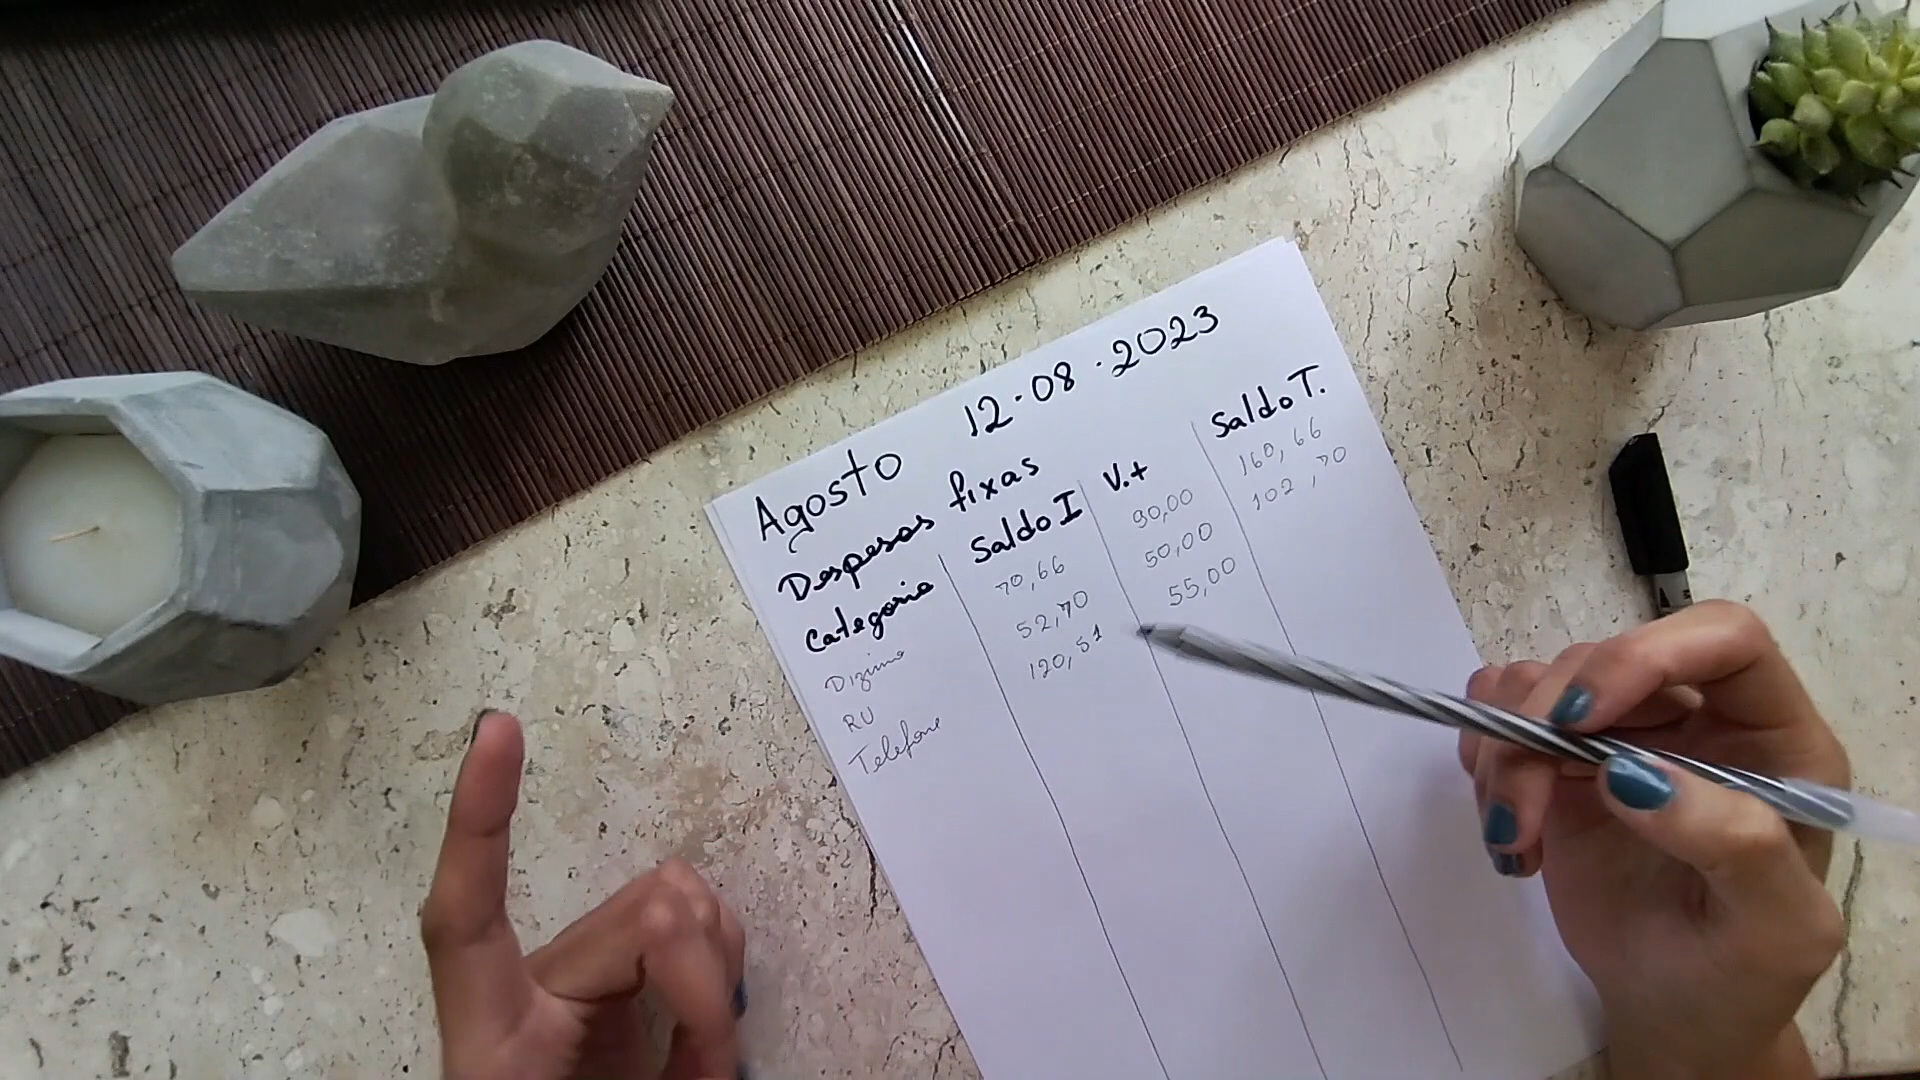 Agosto 12.08.2023
Despesas fixas
Categoria Saldo I V.+ Saldo T.
Dizimo 70,66 90,00 160,66
RU 52,70 50,00 102,70
Telefone 120,51 55,00